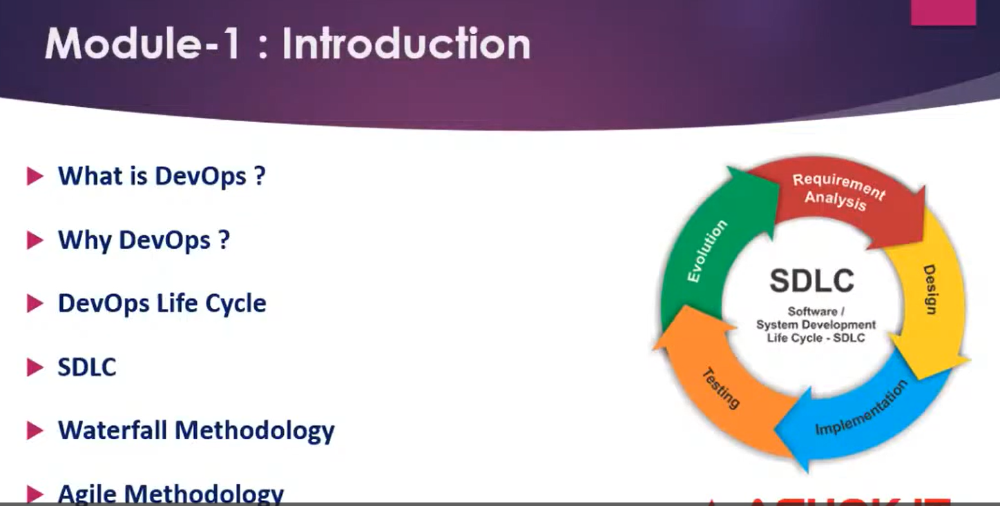 Module-1 : Introduction
What is DevOps ?
Why DevOps ?
DevOps Life Cycle
SDLC
Waterfall Methodology
Agile Methodology
Requirement
Analysis
Design
Implementation
Testing
Evolution
SDLC
Software /
System Development
Life Cycle - SDLC